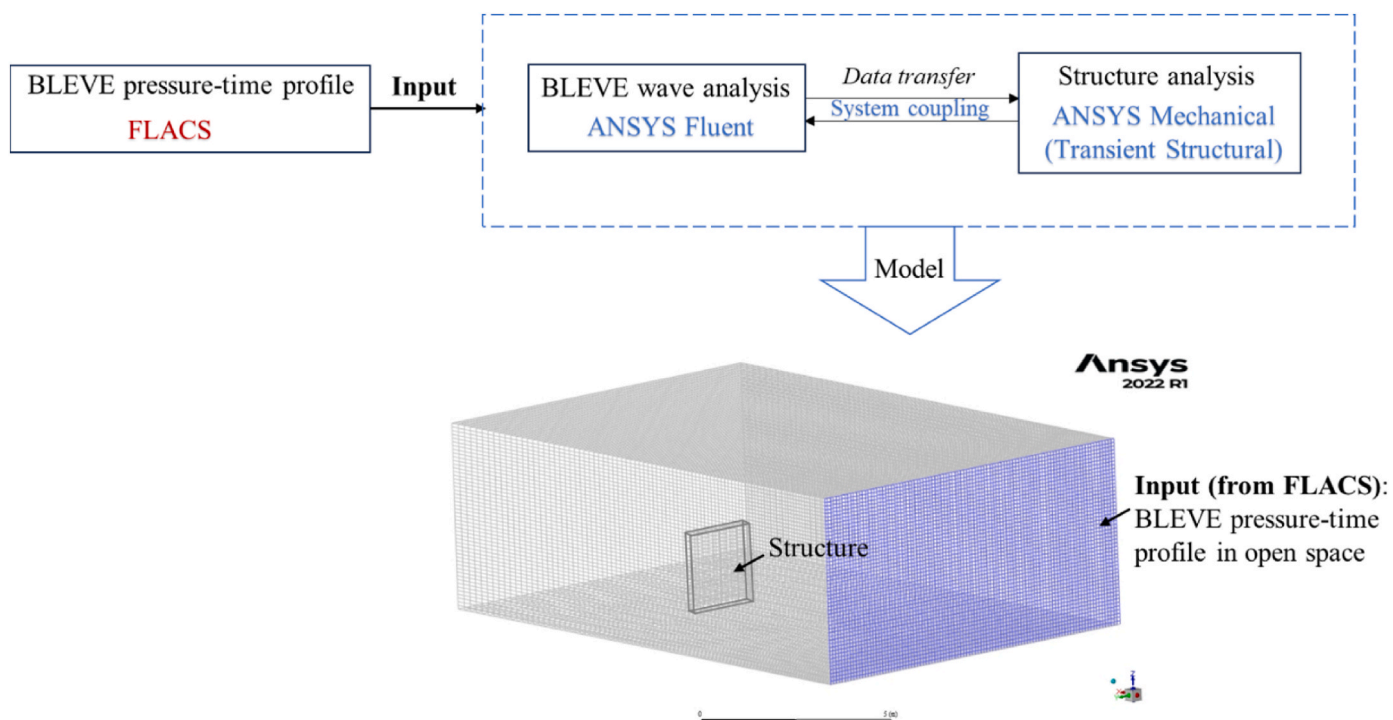 BLEVE pressure-time profile
FLACS
Input
BLEVE wave analysis
ANSYS Fluent
Data transfer
System coupling
Structure analysis
ANSYS Mechanical
(Transient Structural)
Model
Ansys
2022 R1
Structure
Input (from FLACS):
BLEVE pressure-time
profile in open space
Z
0
5 (m)